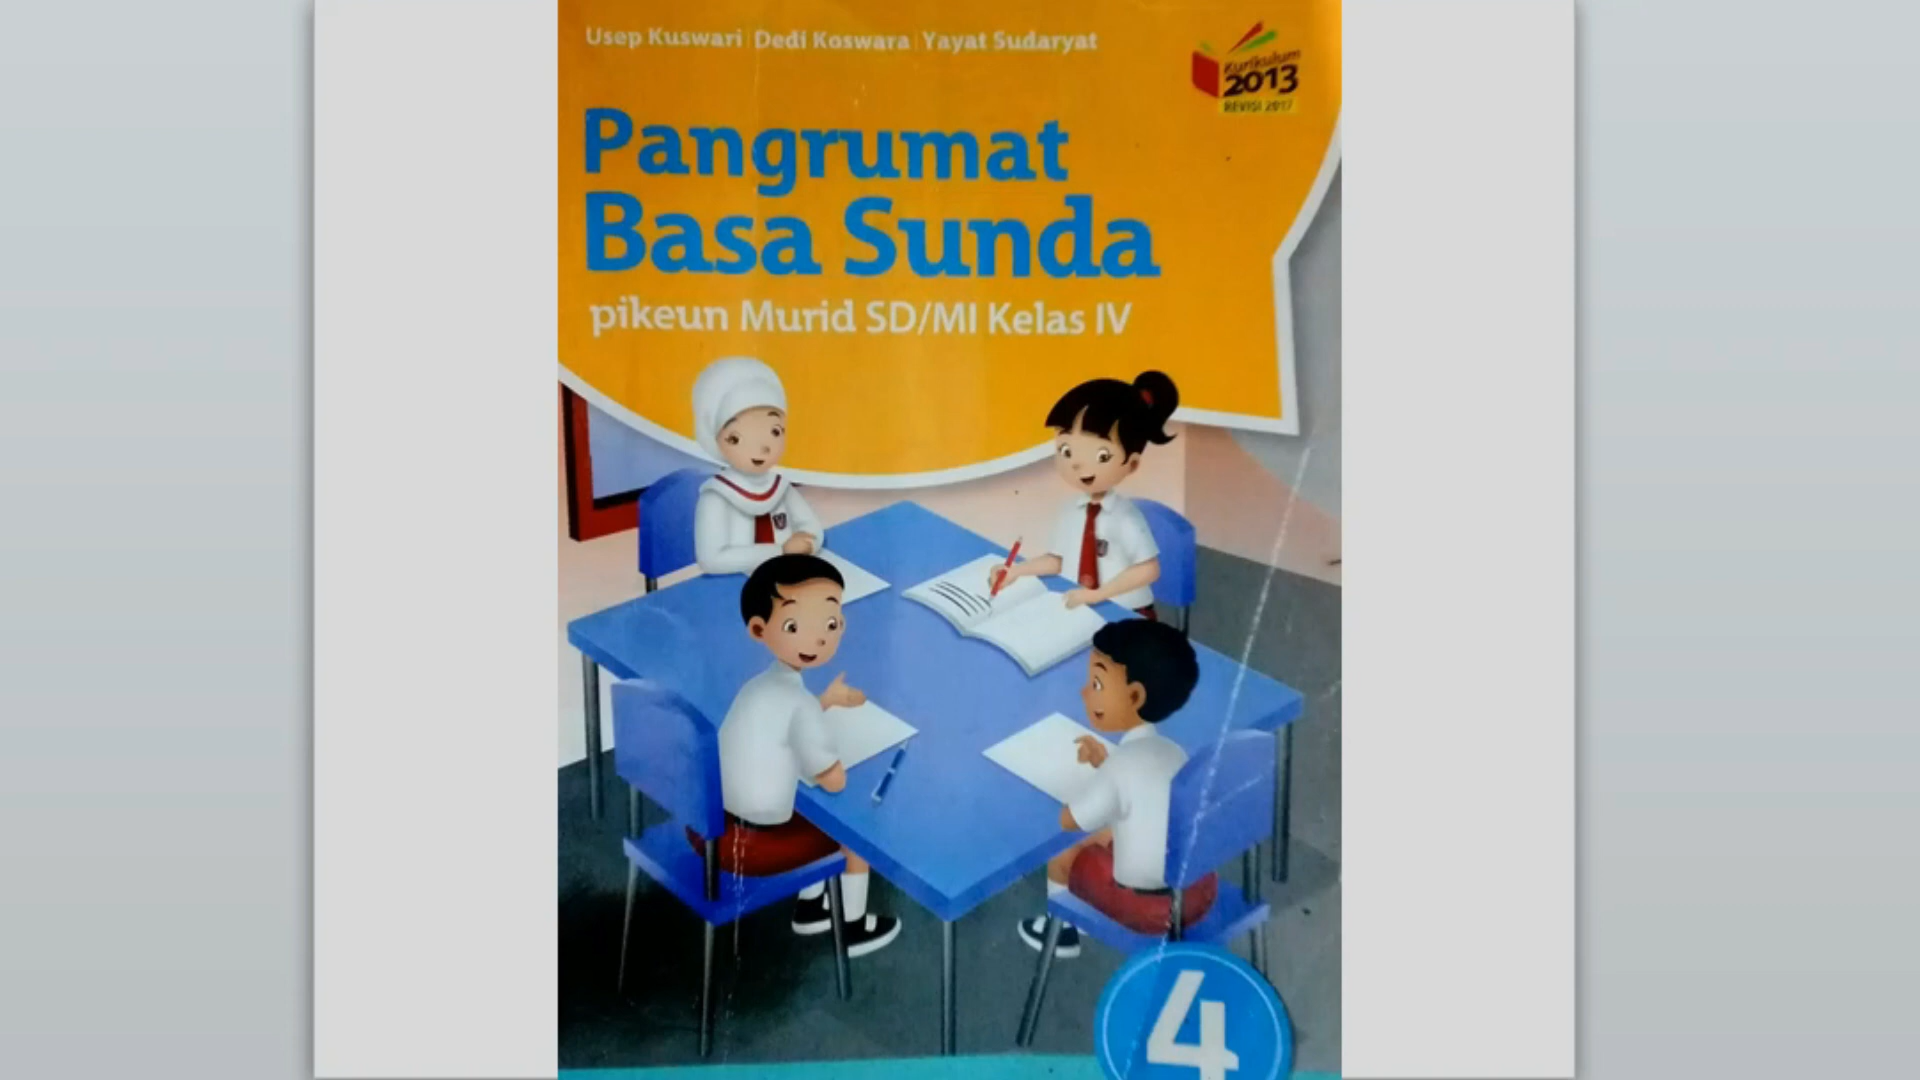 Usep Kuswari | Dedi Koswara | Yayat Sudaryat
Kurikulum
2013
REVISI 2017
Pangrumat
Basa Sunda
pikeun Murid SD/MI Kelas IV
4